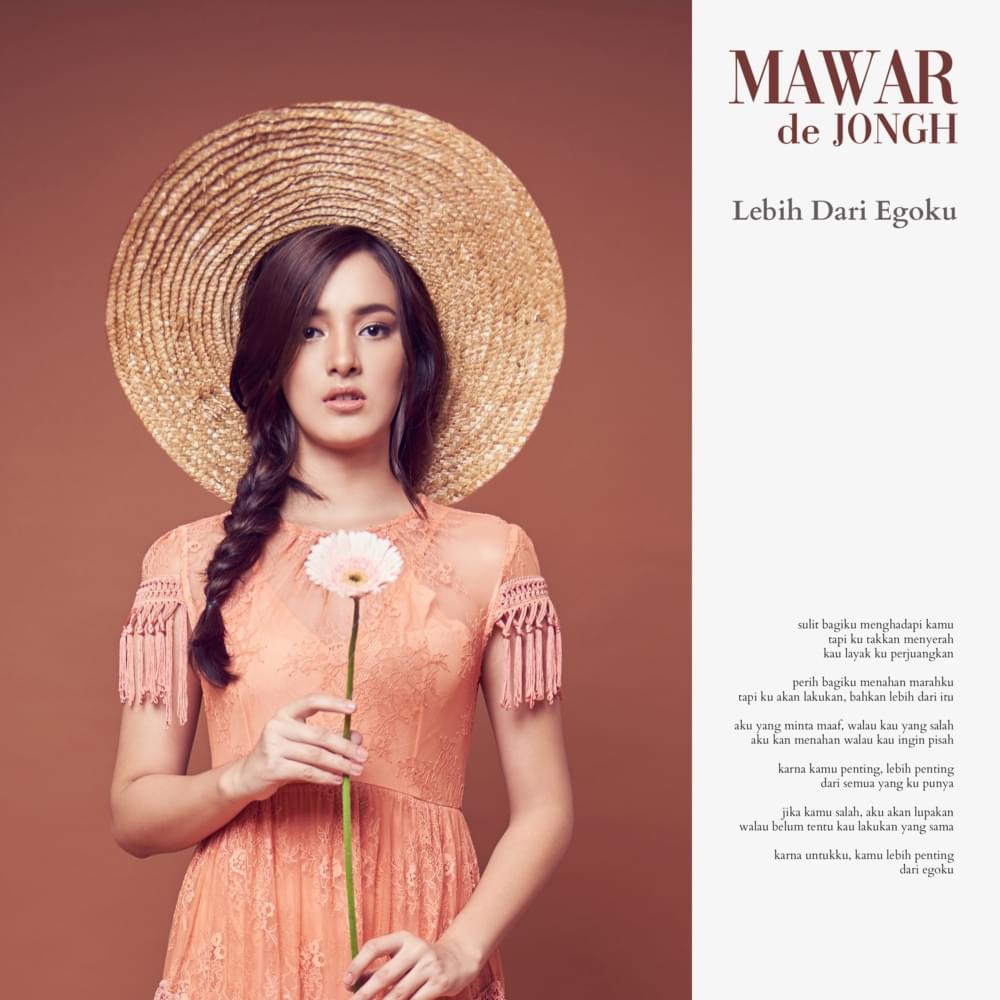 MAWAR
de JONGH
Lebih Dari Egoku
sulit bagiku menghadapi kamu
tapi ku takkan menyerah
kau layak ku perjuangkan
perih bagiku menahan marahku
tapi ku akan lakukan, bahkan lebih dari itu
aku yang minta maaf, walau kau yang salah
aku kan menahan walau kau ingin pisah
karna kamu penting, lebih penting
dari semua yang ku punya
jika kamu salah, aku akan lupakan
walau belum tentu kau lakukan yang sama
karna untukku, kamu lebih penting
dari egoku